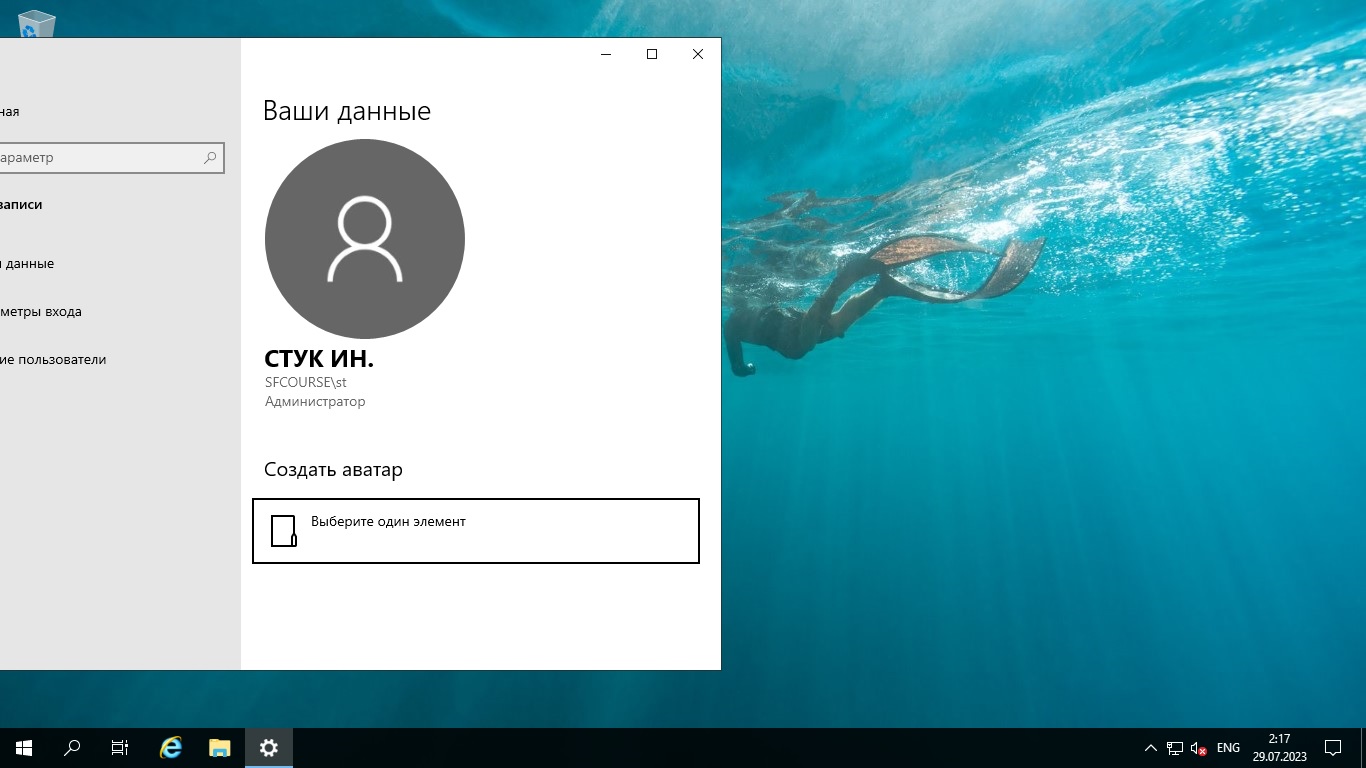 ная
араметр
записи
и данные
метры входа
ие пользователи
Ваши данные
СТУК ИН.
SFCOURSE\st
Администратор
Создать аватар
Выберите один элемент
ENG
2:17
29.07.2023